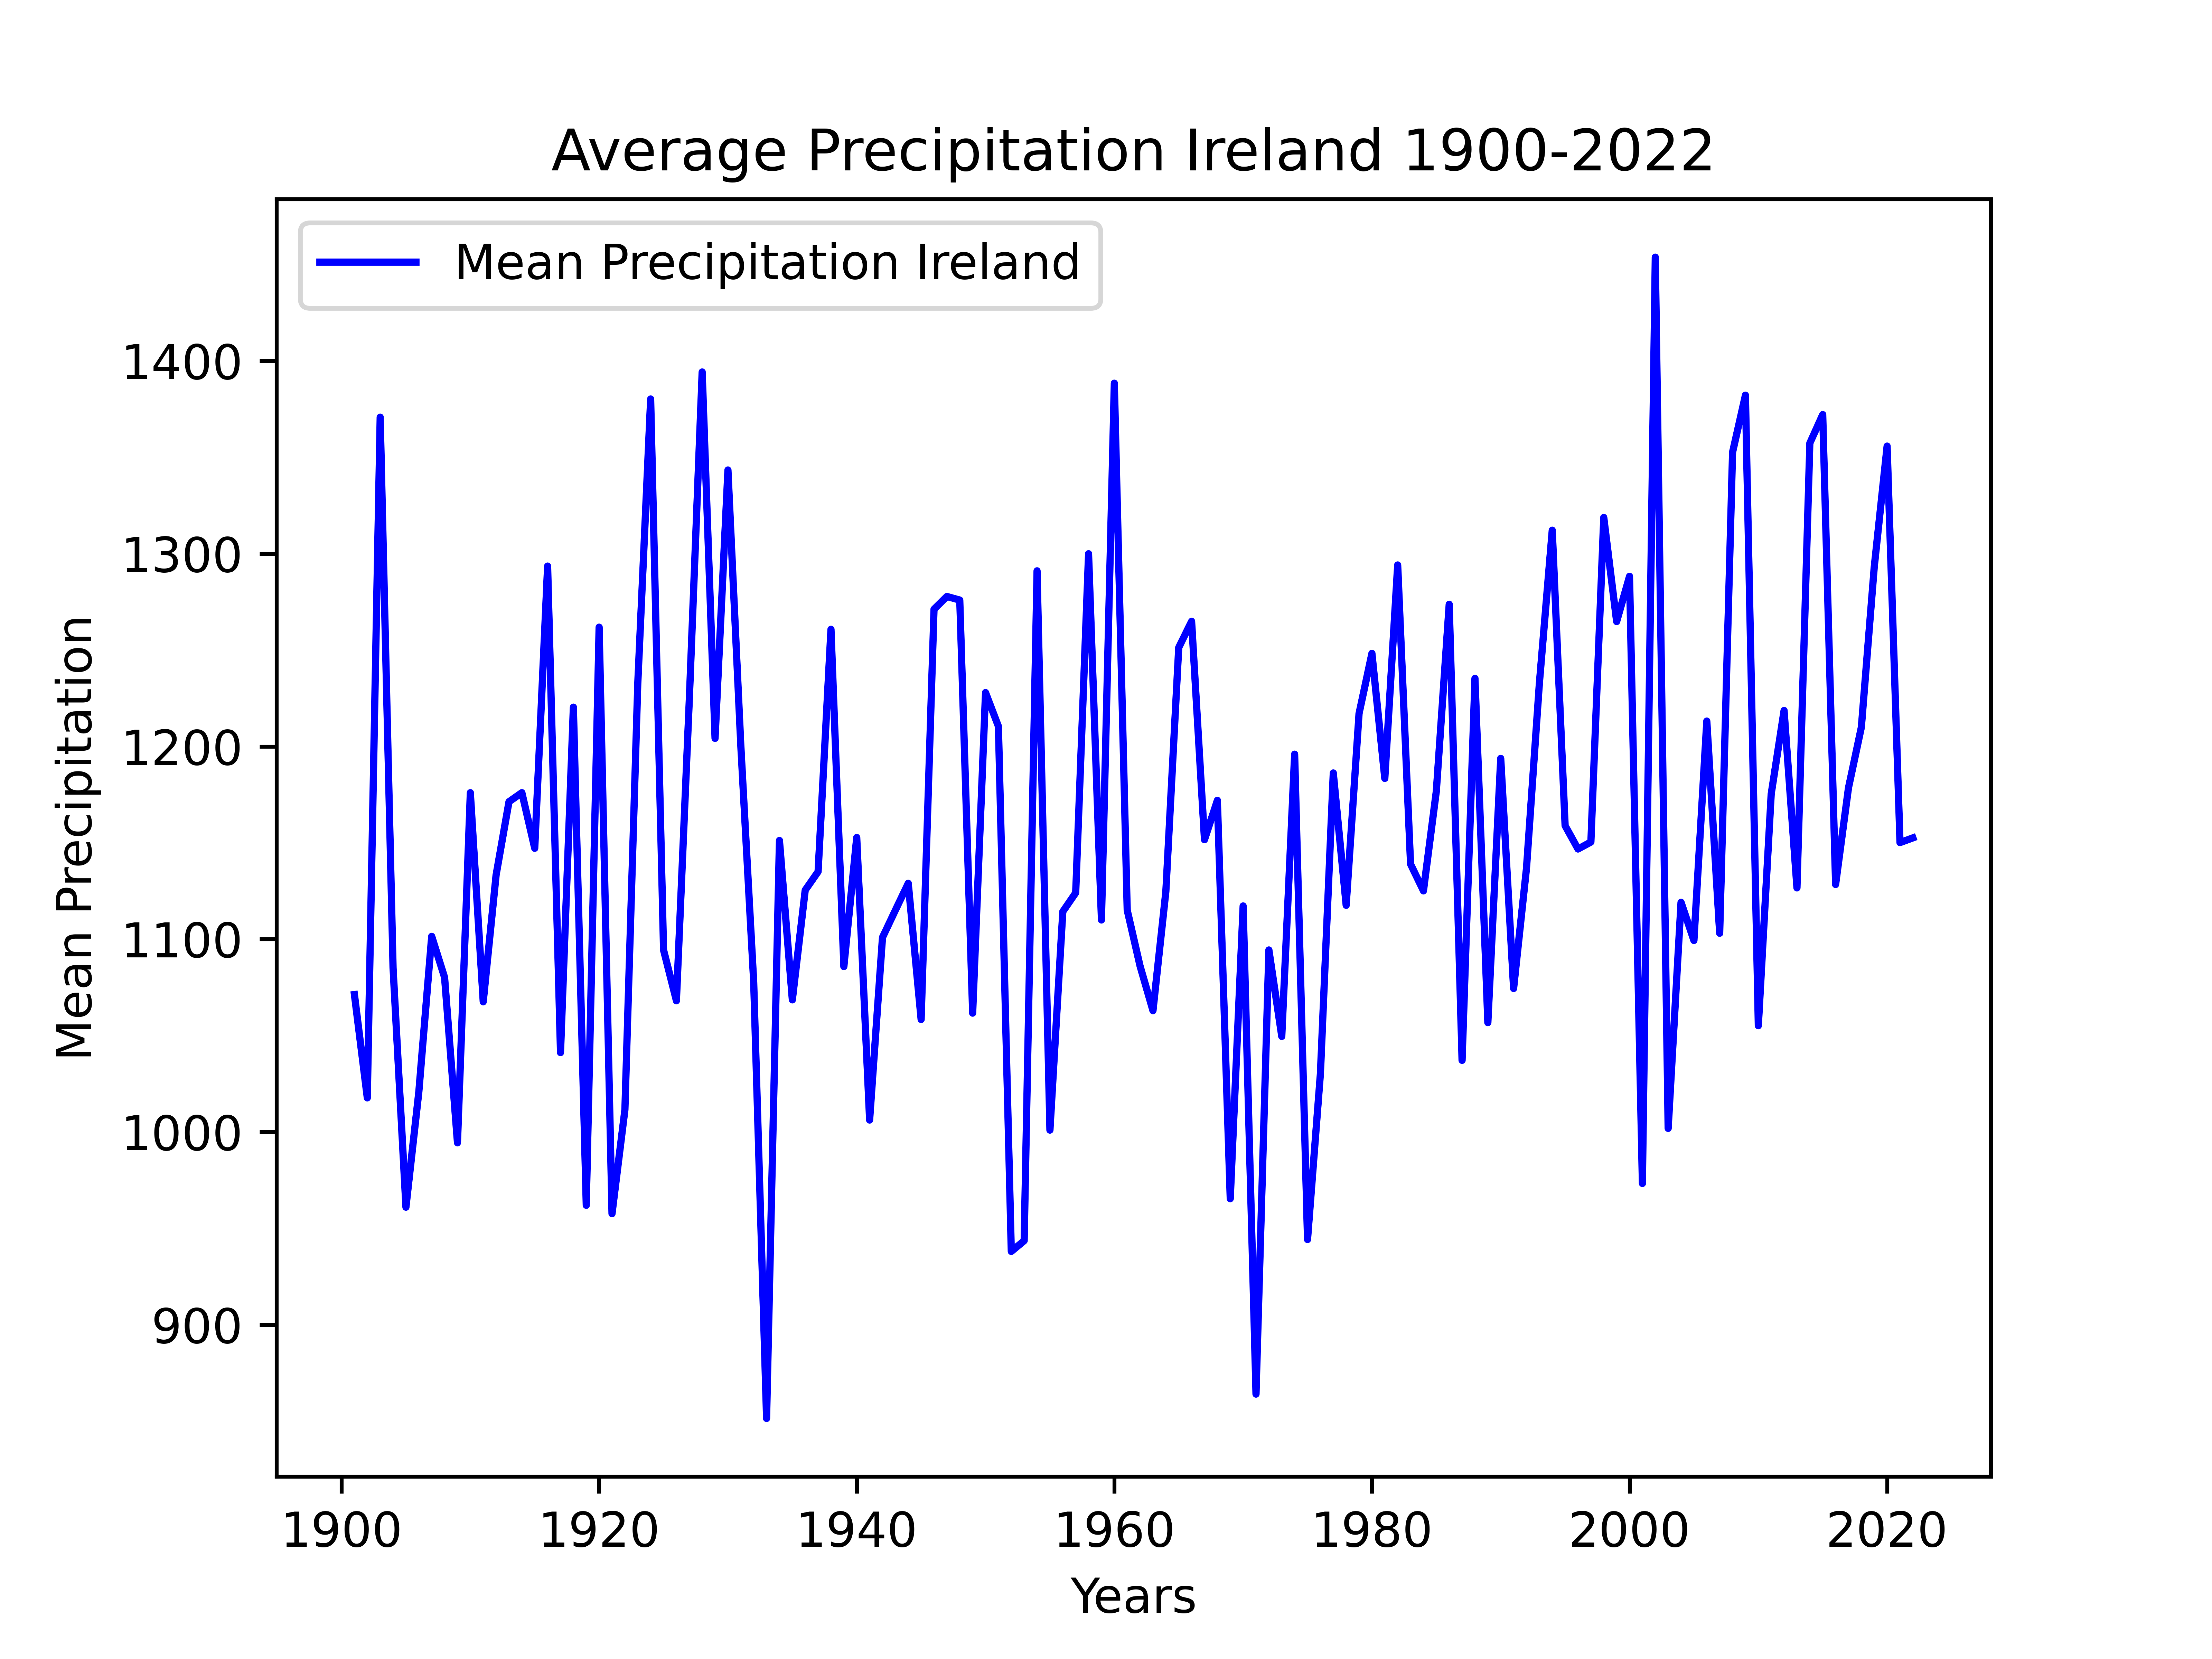 Average Precipitation Ireland 1900-2022
Mean Precipitation Ireland
1400
1300
1200
1100
1000
900
Mean Precipitation
1900 1920 1940 1960 1980 2000 2020
Years